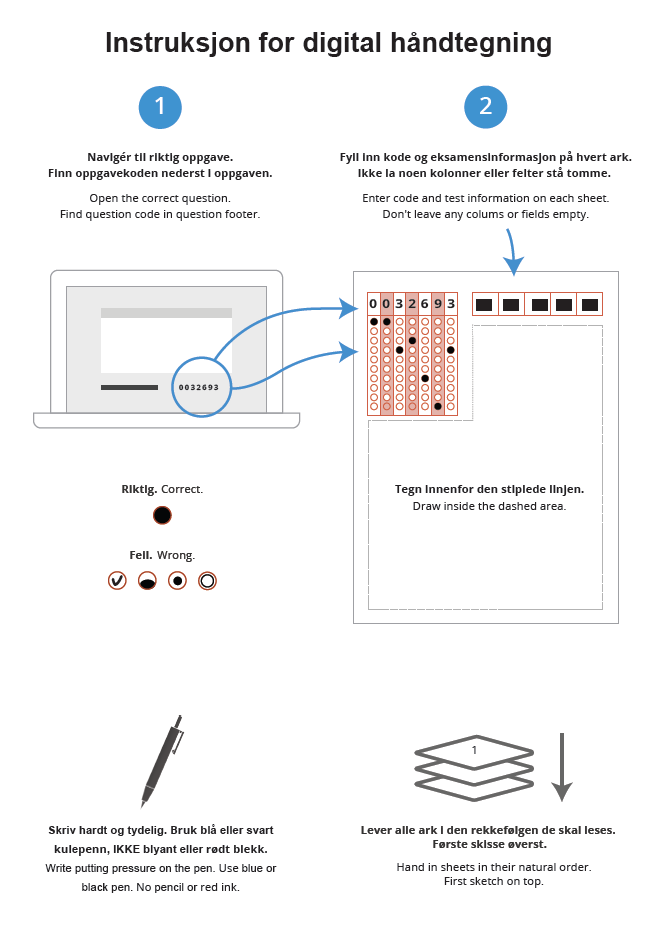 Instruksjon for digital håndtegning
1
Navigér til riktig oppgave.
Finn oppgavekoden nederst i oppgaven.
Open the correct question.
Find question code in question footer.
2
Fyll inn kode og eksamensinformasjon på hvert ark.
Ikke la noen kolonner eller felter stå tomme.
Enter code and test information on each sheet.
Don't leave any colums or fields empty.
0032693
0 0 3 2 6 9 3
Riktig. Correct.
Feil. Wrong.
Tegn innenfor den stiplede linjen.
Draw inside the dashed area.
Skriv hardt og tydelig. Bruk blå eller svart
kulepenn, IKKE blyant eller rødt blekk.
Write putting pressure on the pen. Use blue or
black pen. No pencil or red ink.
1
Lever alle ark i den rekkefølgen de skal leses.
Første skisse øverst.
Hand in sheets in their natural order.
First sketch on top.